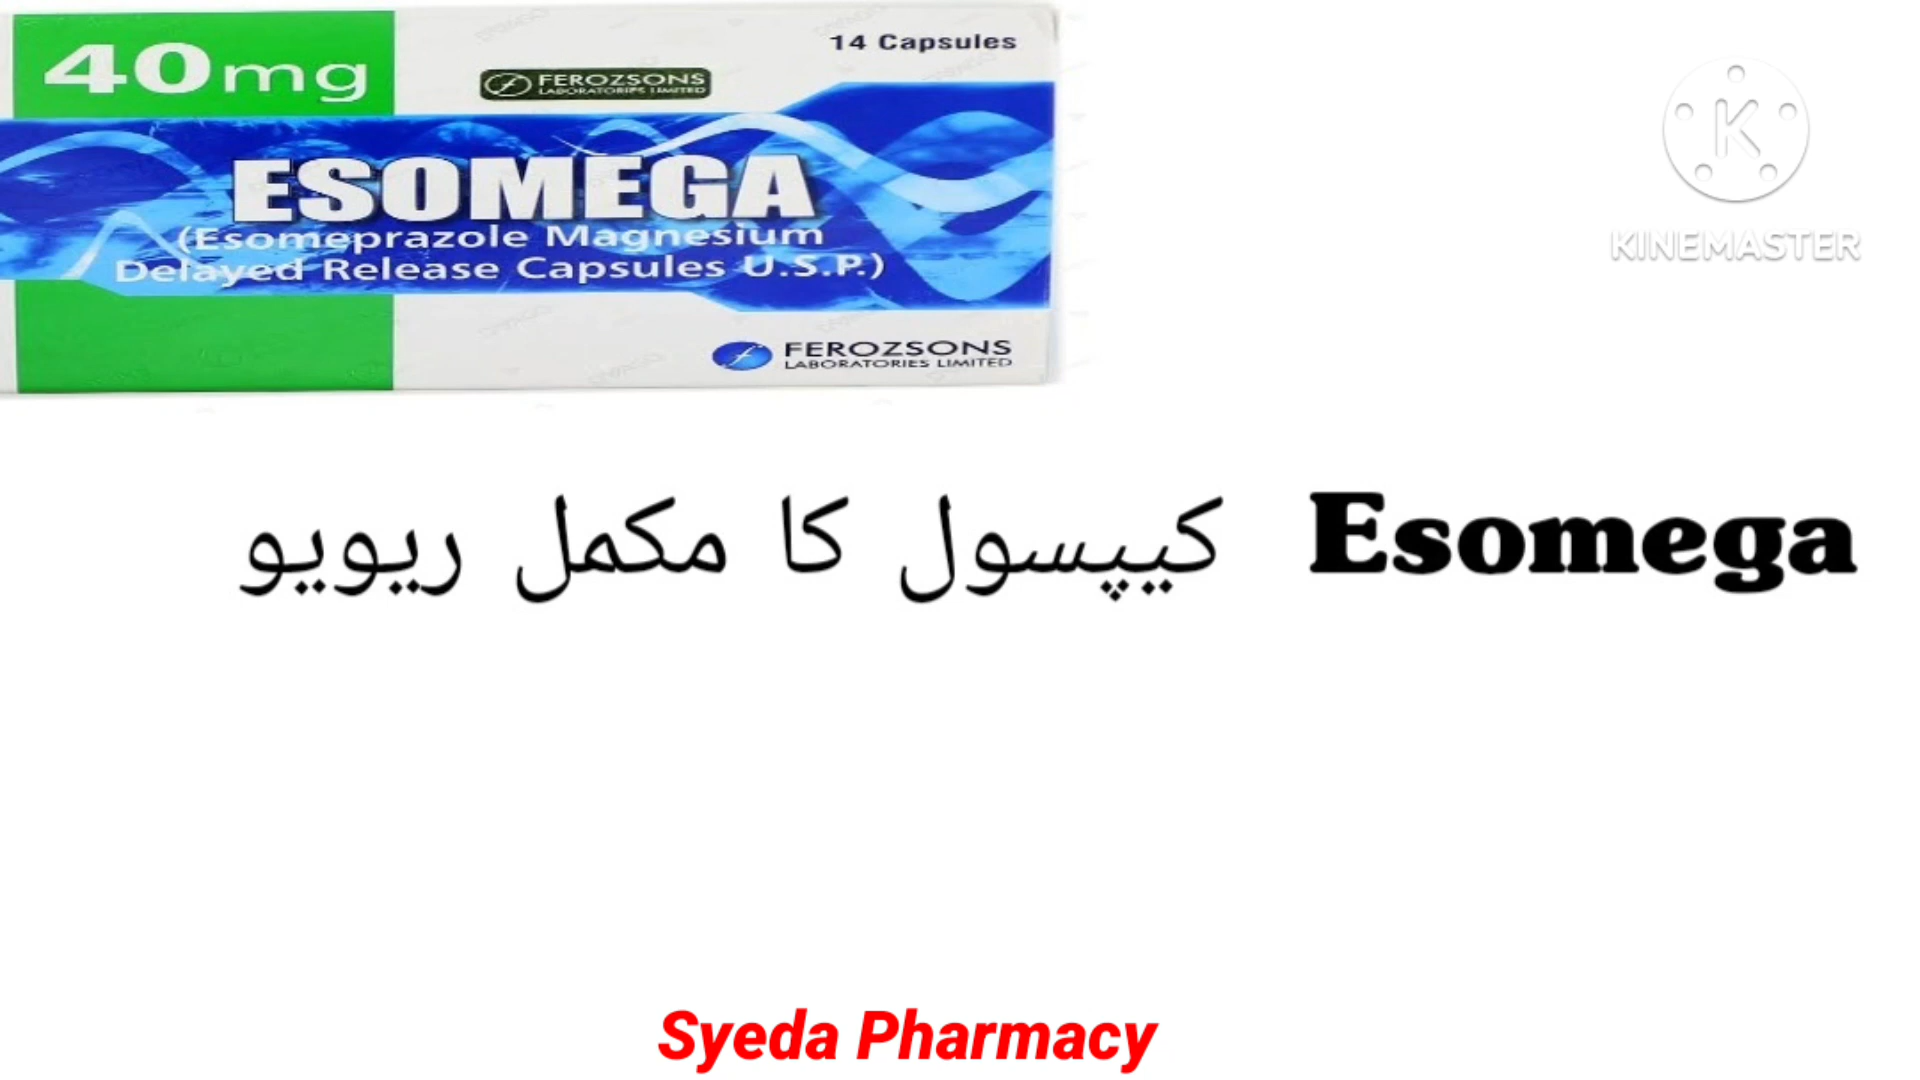 40mg
14 Capsules
FEROZSONS
LABORATORIES LIMITED
ESOMEGA
(Esomeprazole Magnesium
Delayed Release Capsules U.S.P.)
FEROZSONS
LABORATORIES LIMITED
K
KINEMASTER
Esomega کیپسول کا مکمل ریویو
Syeda Pharmacy